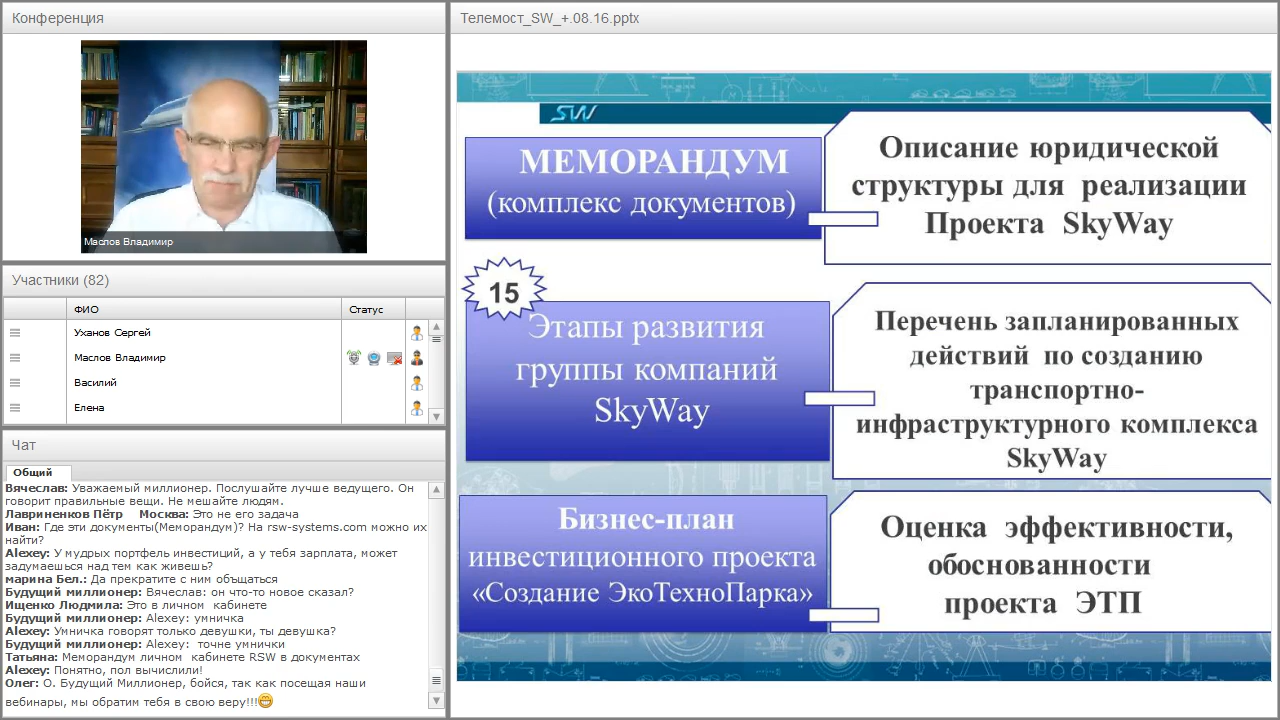 Конференция
Маслов Владимир
Участники (82)
ФИО
Статус
Уханов Сергей
Маслов Владимир
Василий
Елена
Чат
Общий
Вячеслав: Уважаемый миллионер. Послушайте лучше ведущего. Он
говорит правильные вещи. Не мешайте людям.
Лавриненков Пётр Москва: Это не его задача
Иван: Где эти документы(Меморандум)? На rsw-systems.com можно их
найти?
Alexey: У мудрых портфель инвестиций, а у тебя зарплата, может
задумаешься над тем как живешь?
марина Бел.: Да прекратите с ним объщаться
Будущий миллионер: Вячеслав: он что-то новое сказал?
Ищенко Людмила: Это в личном кабинете
Будущий миллионер: Alexey: умничка
Alexey: Умничка говорят только девушки, ты девушка?
Будущий миллионер: Alexey: точне умнички
Татьяна: Меморандум личном кабинете RSW в документах
Alexey: Понятно, пол вычислили!
Олег: О. Будущий Миллионер, бойся, так как посещая наши
вебинары, мы обратим тебя в свою веру!!!
Телемост_SW_+.08.16.pptx
SW
МЕМОРАНДУМ
(комплекс документов)
Описание юридической
структуры для реализации
Проекта SkyWay
15
Этапы развития
группы компаний
SkyWay
Перечень запланированных
действий по созданию
транспортно-
инфраструктурного комплекса
SkyWay
Бизнес-план
инвестиционного проекта
«Создание ЭкоТехноПарка»
Оценка эффективности,
обоснованности
проекта ЭТП